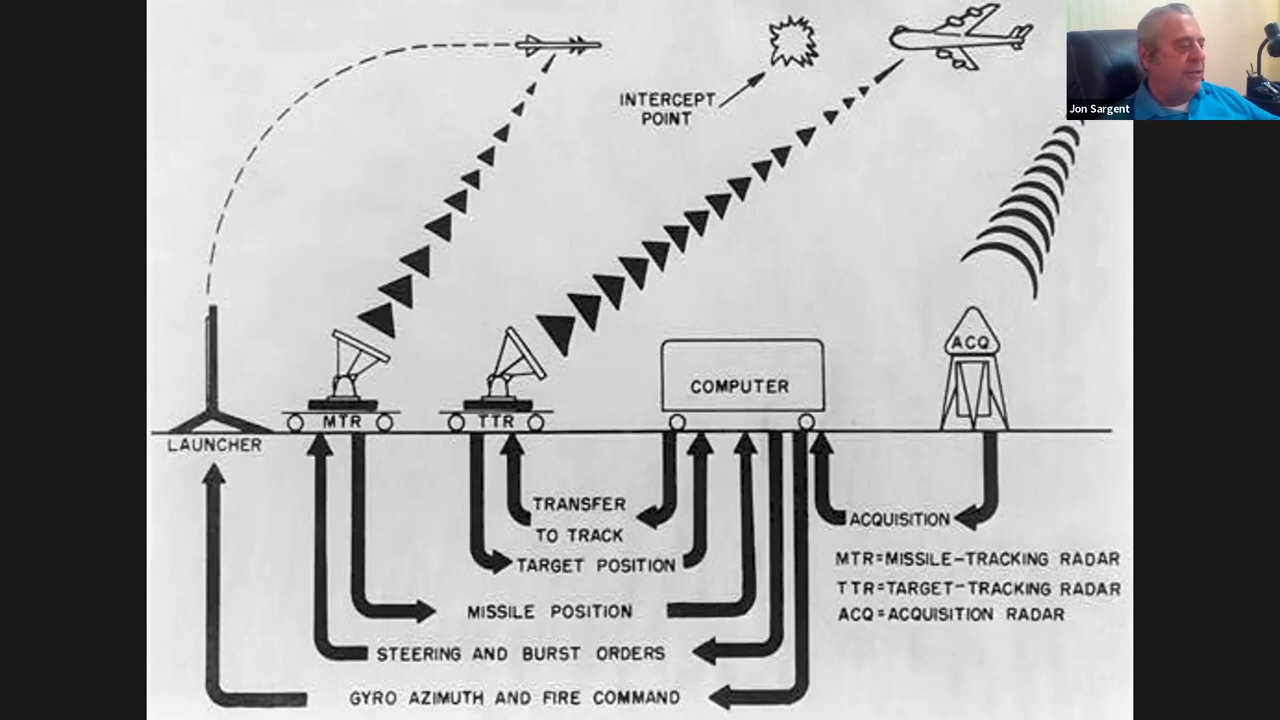 Jon Sargent
INTERCEPT
POINT
ACQ
COMPUTER
MTR
TTR
LAUNCHER
TRANSFER
TO TRACK
ACQUISITION
TARGET POSITION
MTR=MISSILE-TRACKING RADAR
TTR=TARGET-TRACKING RADAR
ACQ=ACQUISITION RADAR
MISSILE POSITION
STEERING AND BURST ORDERS
GYRO AZIMUTH AND FIRE COMMAND